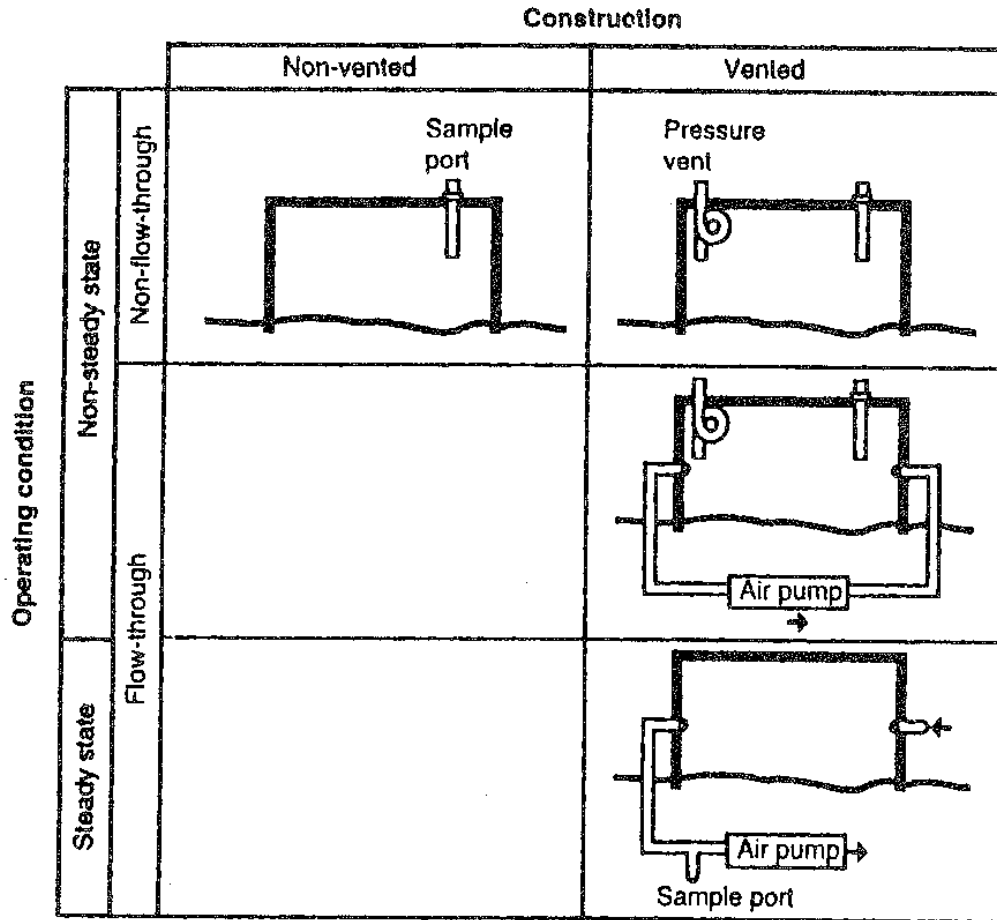 Construction
Non-vented
Vented
Operating condition
Non-steady state
Non-flow-through
Sample
port
Pressure
vent
Flow-through
Air pump
Steady state
Air pump
Sample port